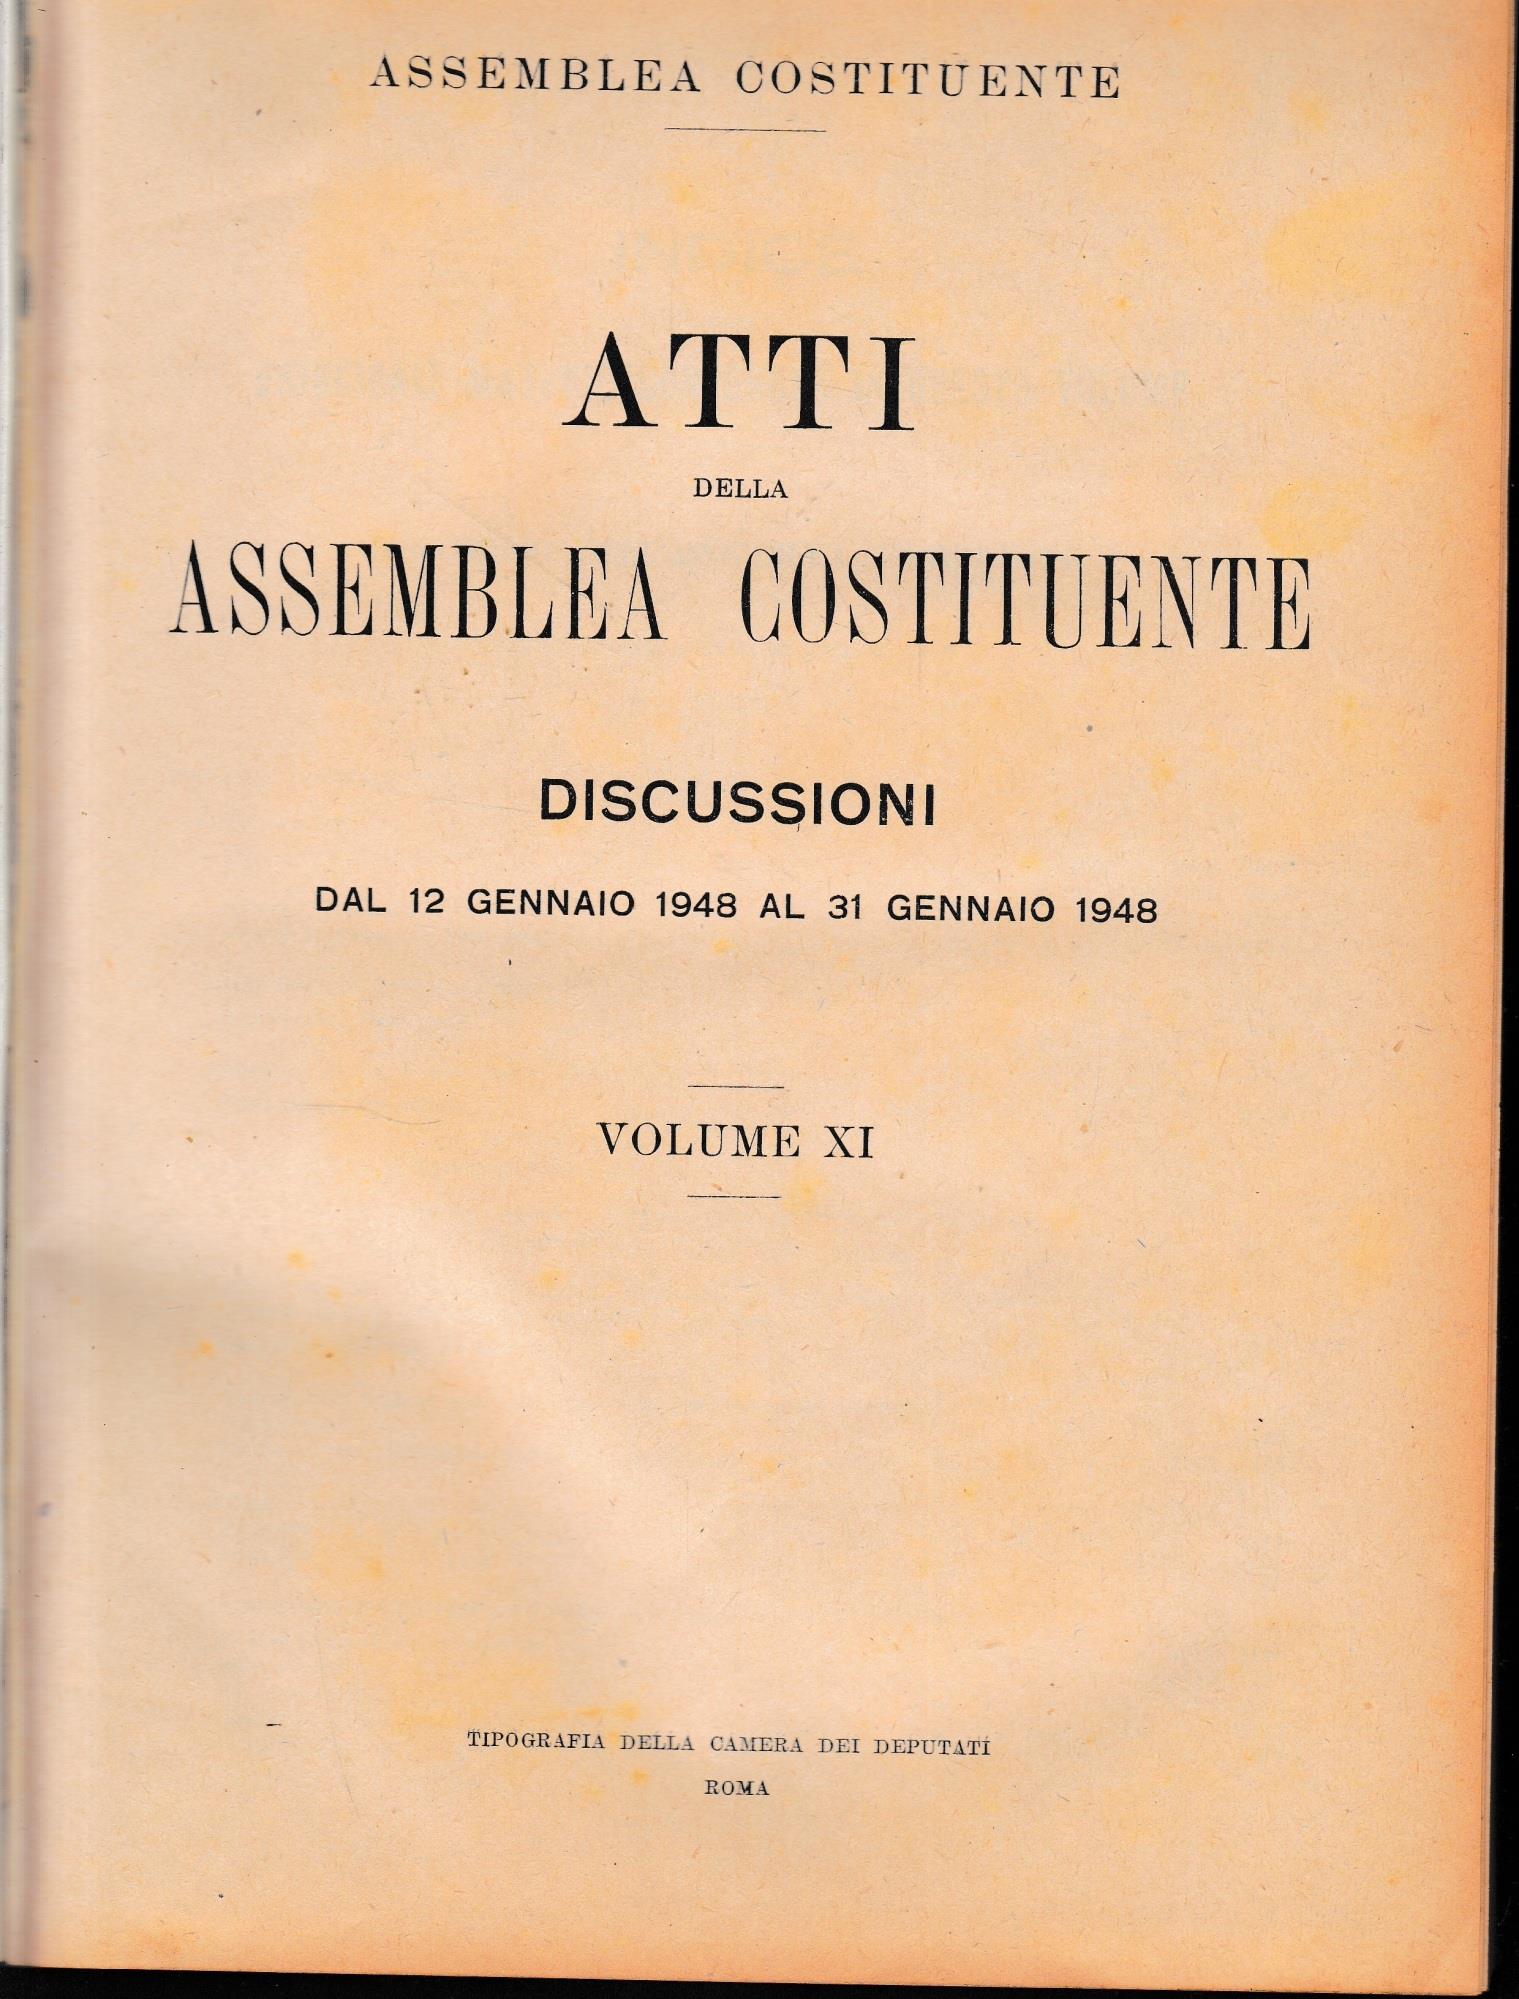 ASSEMBLEA COSTITUENTE
ATTI
DELLA
ASSEMBLEA COSTITUENTE
DISCUSSIONI
DAL 12 GENNAIO 1948 AL 31 GENNAIO 1948
VOLUME XI
TIPOGRAFIA DELLA CAMERA DEI DEPUTATI
ROMA